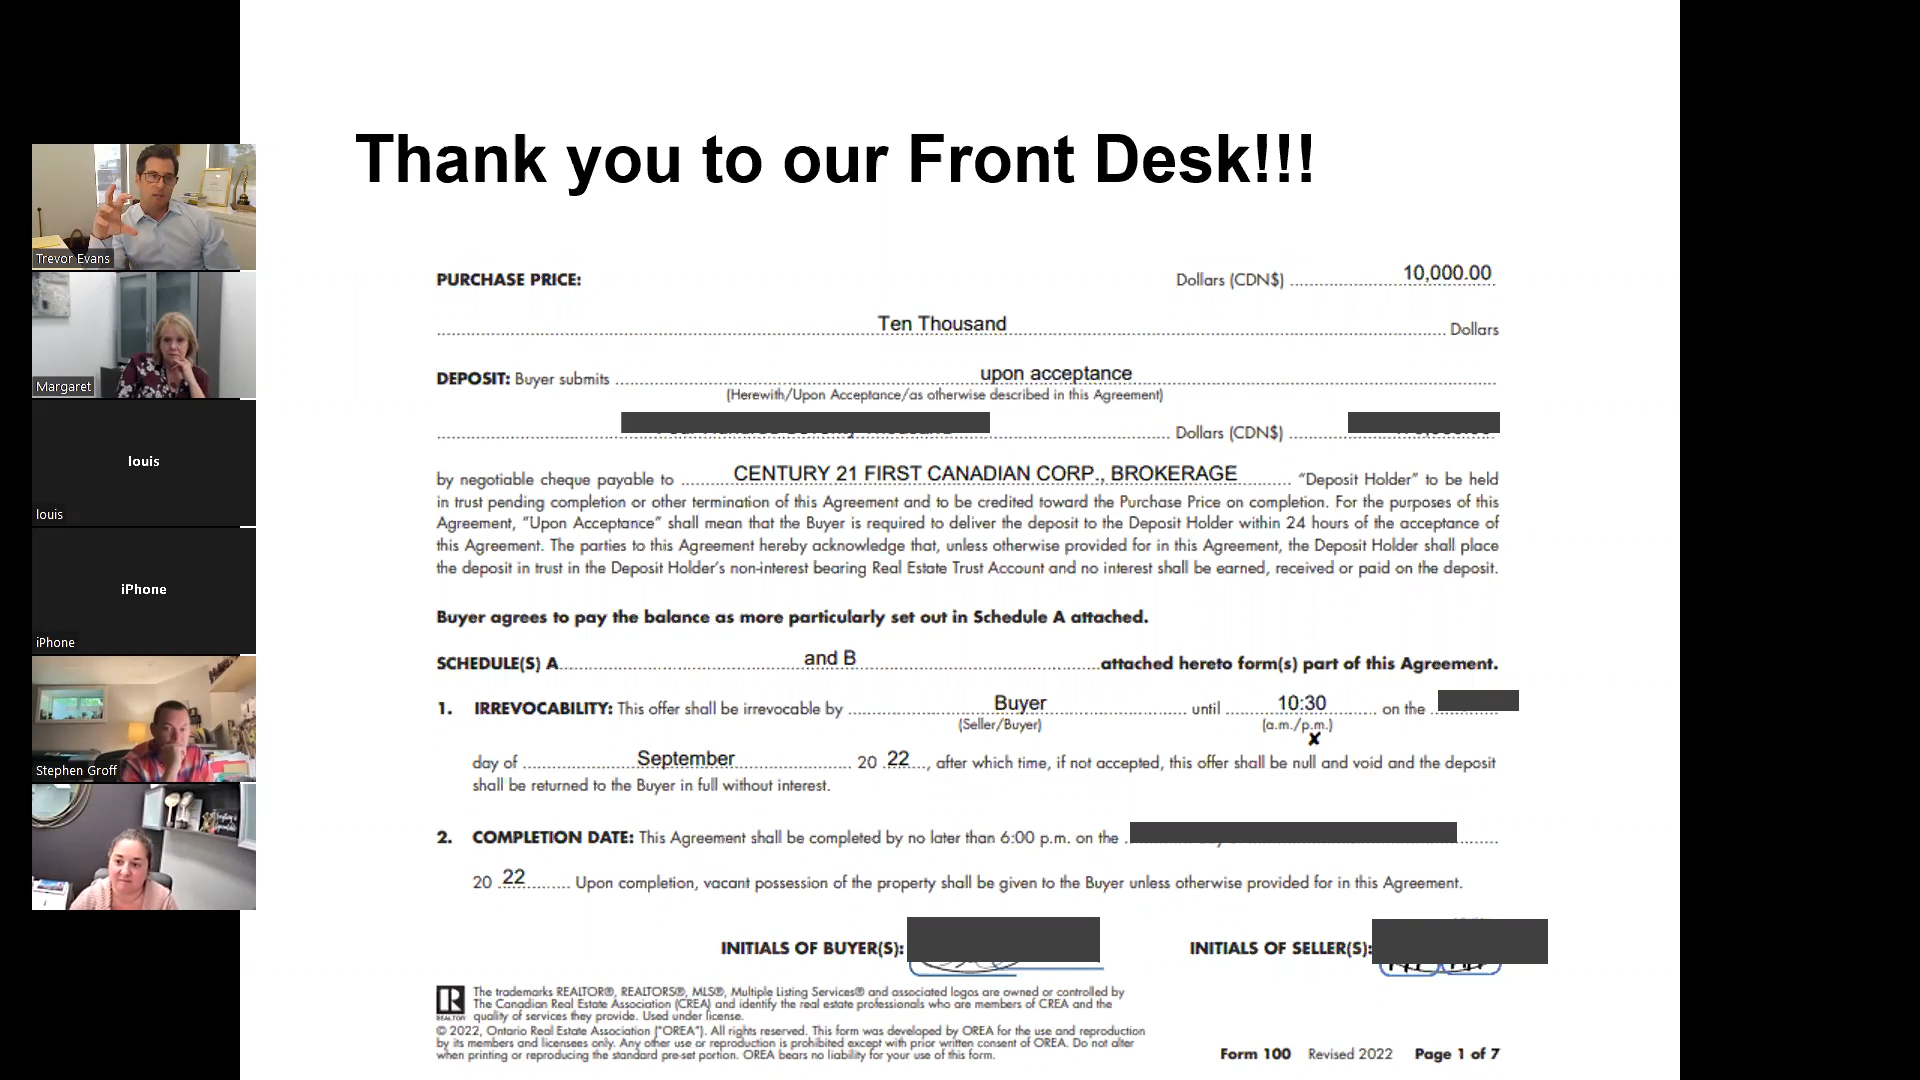 Thank you to our Front Desk!!!
PURCHASE PRICE: Dollars (CDN$) 10,000.00
Ten Thousand Dollars
DEPOSIT: Buyer submits upon acceptance
(Herewith/Upon Acceptance/as otherwise described in this Agreement)
Dollars (CDN$)
by negotiable cheque payable to CENTURY 21 FIRST CANADIAN CORP., BROKERAGE “Deposit Holder” to be held
in trust pending completion or other termination of this Agreement and to be credited toward the Purchase Price on completion. For the purposes of this
Agreement, “Upon Acceptance” shall mean that the Buyer is required to deliver the deposit to the Deposit Holder within 24 hours of the acceptance of
this Agreement. The parties to this Agreement hereby acknowledge that, unless otherwise provided for in this Agreement, the Deposit Holder shall place
the deposit in trust in the Deposit Holder’s non-interest bearing Real Estate Trust Account and no interest shall be earned, received or paid on the deposit.
Buyer agrees to pay the balance as more particularly set out in Schedule A attached.
SCHEDULE(S) A and B attached hereto form(s) part of this Agreement.
1. IRREVOCABILITY: This offer shall be irrevocable by Buyer until 10:30 on the
(Seller/Buyer) (a.m./p.m.)
✗
day of September 20 22, after which time, if not accepted, this offer shall be null and void and the deposit
shall be returned to the Buyer in full without interest.
2. COMPLETION DATE: This Agreement shall be completed by no later than 6:00 p.m. on the
20 22 Upon completion, vacant possession of the property shall be given to the Buyer unless otherwise provided for in this Agreement.
INITIALS OF BUYER(S): INITIALS OF SELLER(S):
R
REALTOR
The trademarks REALTOR®, REALTORS®, MLS®, Multiple Listing Services® and associated logos are owned or controlled by
The Canadian Real Estate Association (CREA) and identify the real estate professionals who are members of CREA and the
quality of services they provide. Used under license.
© 2022, Ontario Real Estate Association (“OREA”). All rights reserved. This form was developed by OREA for the use and reproduction
by its members and licensees only. Any other use or reproduction is prohibited except with prior written consent of OREA. Do not alter
when printing or reproducing the standard pre-set portion. OREA bears no liability for your use of this form.
Form 100 Revised 2022 Page 1 of 7
Trevor Evans
Margaret
louis
louis
iPhone
iPhone
Stephen Groff